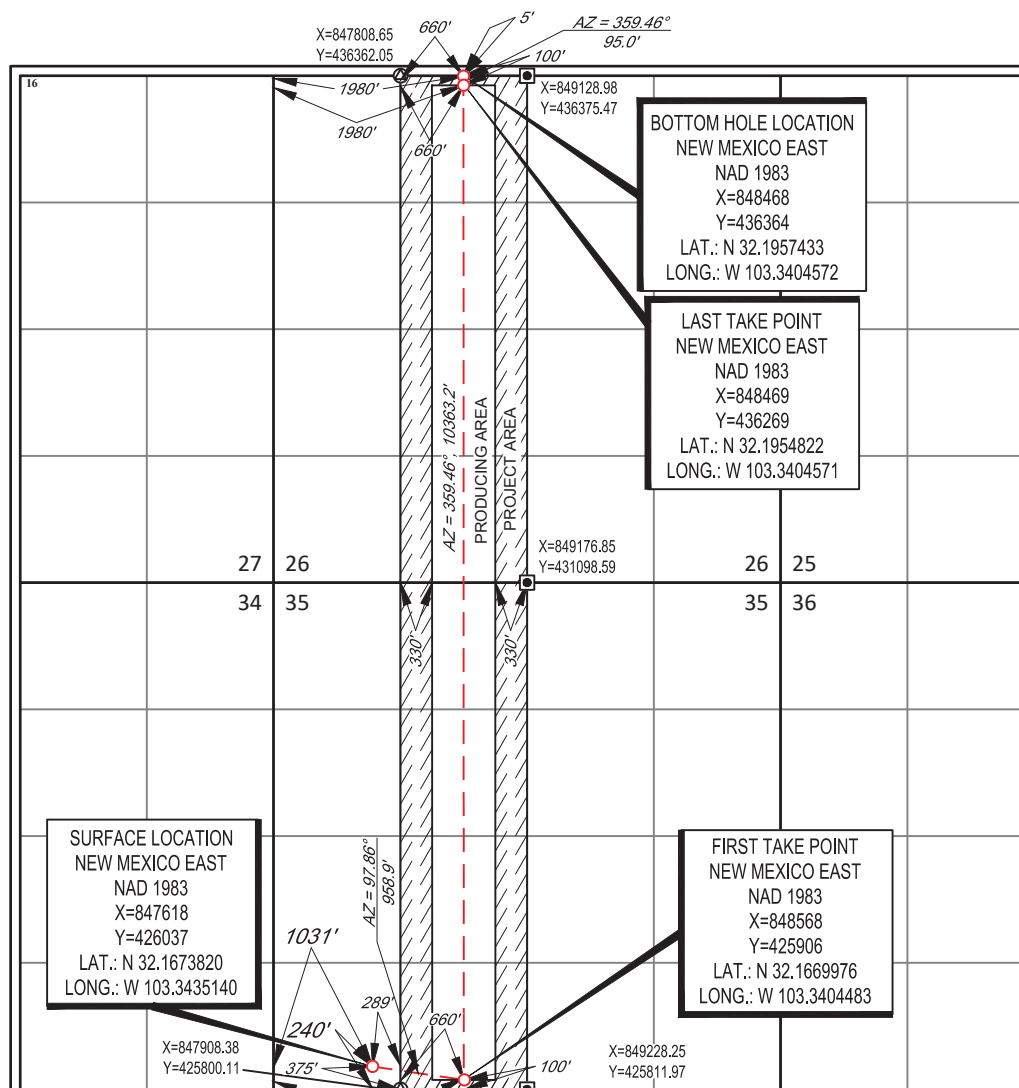 X=847808.65
Y=436362.05
660'
5'
AZ = 359.46°
95.0'
100'
16
1980'
1980'
660'
X=849128.98
Y=436375.47
BOTTOM HOLE LOCATION
NEW MEXICO EAST
NAD 1983
X=848468
Y=436364
LAT.: N 32.1957433
LONG.: W 103.3404572
LAST TAKE POINT
NEW MEXICO EAST
NAD 1983
X=848469
Y=436269
LAT.: N 32.1954822
LONG.: W 103.3404571
AZ = 359.46°, 10363.2'
PRODUCING AREA
PROJECT AREA
X=849176.85
Y=431098.59
27 26
34 35
26 25
35 36
330'
330'
SURFACE LOCATION
NEW MEXICO EAST
NAD 1983
X=847618
Y=426037
LAT.: N 32.1673820
LONG.: W 103.3435140
AZ = 97.86°
958.9'
FIRST TAKE POINT
NEW MEXICO EAST
NAD 1983
X=848568
Y=425906
LAT.: N 32.1669976
LONG.: W 103.3404483
1031'
289'
240'
660'
X=847908.38
Y=425800.11
375'
100'
X=849228.25
Y=425811.97